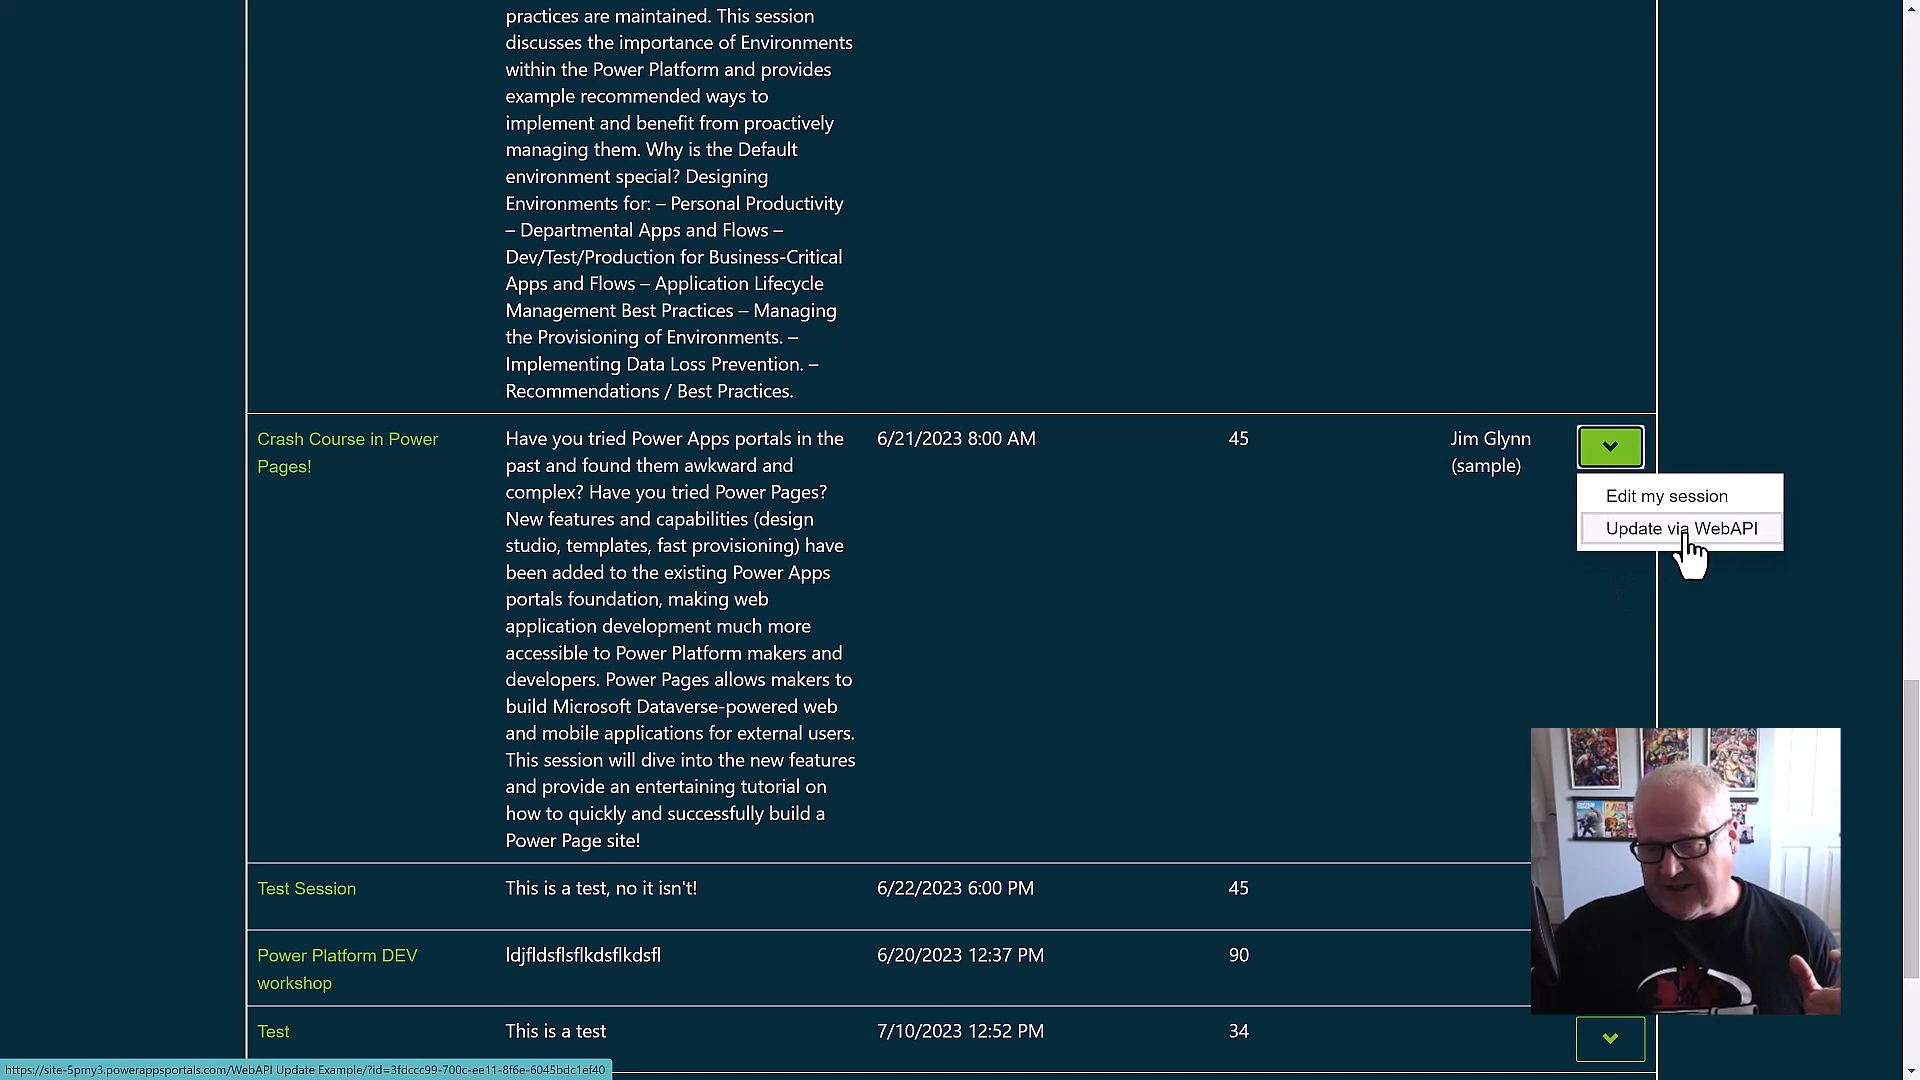 practices are maintained. This session
discusses the importance of Environments
within the Power Platform and provides
example recommended ways to
implement and benefit from proactively
managing them. Why is the Default
environment special? Designing
Environments for: – Personal Productivity
– Departmental Apps and Flows –
Dev/Test/Production for Business-Critical
Apps and Flows – Application Lifecycle
Management Best Practices – Managing
the Provisioning of Environments. –
Implementing Data Loss Prevention. –
Recommendations / Best Practices.
Crash Course in Power
Pages!
Have you tried Power Apps portals in the
past and found them awkward and
complex? Have you tried Power Pages?
New features and capabilities (design
studio, templates, fast provisioning) have
been added to the existing Power Apps
portals foundation, making web
application development much more
accessible to Power Platform makers and
developers. Power Pages allows makers to
build Microsoft Dataverse-powered web
and mobile applications for external users.
This session will dive into the new features
and provide an entertaining tutorial on
how to quickly and successfully build a
Power Page site!
6/21/2023 8:00 AM
45
Jim Glynn
(sample)
Edit my session
Update via WebAPI
Test Session
This is a test, no it isn't!
6/22/2023 6:00 PM
45
Power Platform DEV
workshop
ldjfldsflsflkdsflkdsfl
6/20/2023 12:37 PM
90
Test
This is a test
7/10/2023 12:52 PM
34
https://site-5pmy3.powerappsportals.com/WebAPI Update Example/?id=3fdccc99-700c-ee11-8f6e-6045bdc1ef40